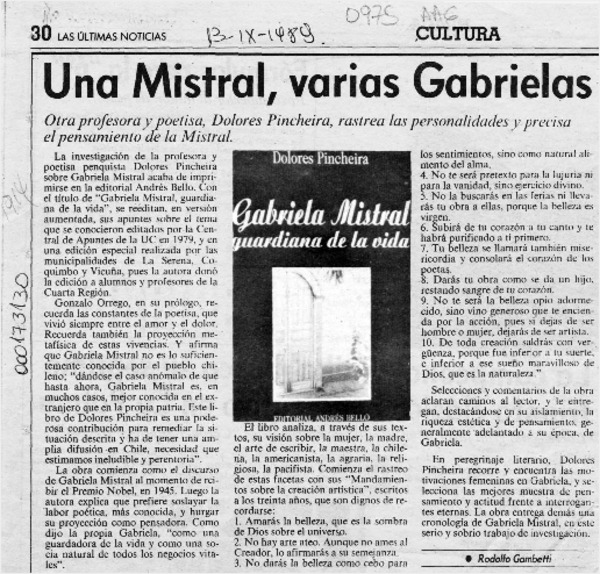 0975 AA6
13-IX-1989
30 LAS ÚLTIMAS NOTICIAS
CULTURA
Una Mistral, varias Gabrielas
Otra profesora y poetisa, Dolores Pincheira, rastrea las personalidades y precisa
el pensamiento de la Mistral.
00173130
La investigación de la profesora y
poetisa penquista Dolores Pincheira
sobre Gabriela Mistral acaba de impri-
mirse en la editorial Andrés Bello. Con
el título de “Gabriela Mistral, guardia-
na de la vida”, se reeditan, en versión
aumentada, sus apuntes sobre el tema
que se conocieron editados por la Cen-
tral de Apuntes de la UC en 1979, y en
una edición especial realizada por las
municipalidades de La Serena, Co-
quimbo y Vicuña, pues la autora donó
la edición a alumnos y profesores de la
Cuarta Región.
Gonzalo Orrego, en su prólogo, re-
cuerda las constantes de la poetisa, que
vivió siempre entre el amor y el dolor.
Recuerda también la proyección me-
tafísica de estas vivencias. Y afirma
que Gabriela Mistral no es lo suficien-
temente conocida por el pueblo chile-
no; “dándose el caso anómalo de que
hasta ahora, Gabriela Mistral es, en
muchos casos, mejor conocida en el ex-
tranjero que en la propia patria. Este li-
bro de Dolores Pincheira es una pode-
rosa contribución para remediar la si-
tuación descrita y ha de tener una am-
plia difusión en Chile, necesidad que
estimamos ineludible y perentoria”.
La obra comienza como el discurso
de Gabriela Mistral al momento de re-
cibir el Premio Nobel, en 1945. Luego la
autora explica que prefiere soslayar la
labor poética, más conocida, y hurgar
su proyección como pensadora. Como
dijo la propia Gabriela, “como una
guardadora de la vida y como una so-
cia natural de todos los negocios vita-
les”.
Dolores Pincheira
Gabriela Mistral
guardiana de la vida
EDITORIAL ANDRÉS BELLO
El libro analiza, a través de sus tex-
tos, su visión sobre la mujer, la madre,
el arte de escribir, la maestra, la chile-
na, la americanista, la agraria, la reli-
giosa, la pacifista. Comienza el rastreo
de estas facetas con sus “Mandamien-
tos sobre la creación artística”, escritos
a los treinta años, que son dignos de re-
cordarse:
1. Amarás la belleza, que es la sombra
de Dios sobre el universo.
2. No hay arte ateo. Aunque no ames al
Creador, lo afirmarás a su semejanza.
3. No darás la belleza como cebo para
los sentimientos, sino como natural ali-
mento del alma.
4. No te será pretexto para la lujuria ni
para la vanidad, sino ejercicio divino.
5. No la buscarás en las ferias ni lleva-
rás tu obra a ellas, porque la belleza es
virgen.
6. Subirá de tu corazón a tu canto y te
habrá purificado a ti primero.
7. Tu belleza se llamará también mise-
ricordia y consolará el corazón de los
poetas.
8. Darás tu obra como se da un hijo,
restando sangre de tu corazón.
9. No te será la belleza opio adorme-
cido, sino vino generoso que te encien-
da por la acción, pues si dejas de ser
hombre o mujer, dejarás de ser artista.
10. De toda creación saldrás con ver-
güenza, porque fue inferior a tu suerte,
e inferior a ese sueño maravilloso de
Dios, que es la naturaleza.”
Selecciones y comentarios de la obra
aclaran caminos al lector, y le entre-
gan, destacándose en su aislamiento, la
riqueza estética y de pensamiento, ge-
neralmente adelantado a su época, de
Gabriela.
En peregrinaje literario, Dolores
Pincheira recorre y encuentra las mo-
tivaciones femeninas en Gabriela, y se-
lecciona las mejores muestra de pen-
samiento y actitud frente a interrogan-
tes eternas. La obra entrega demás una
cronología de Gabriela Mistral, en este
serio y sobrio trabajo de investigación.
● Rodolfo Gambetti